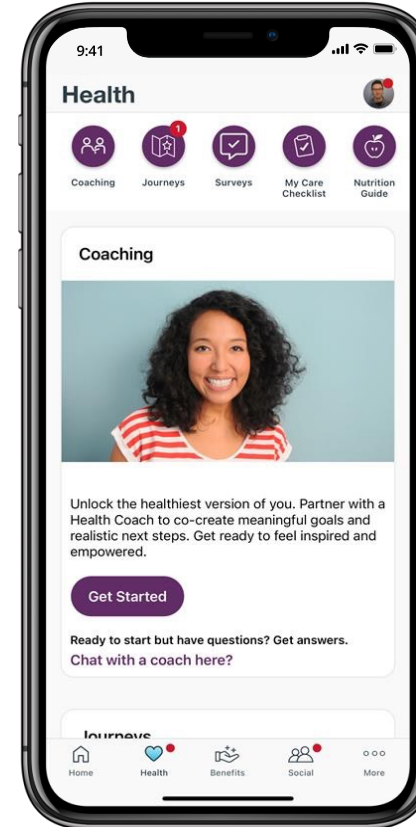 9:41
Health
1
Coaching
Journeys
Surveys
My Care
Checklist
Nutrition
Guide
Coaching
Unlock the healthiest version of you. Partner with a
Health Coach to co-create meaningful goals and
realistic next steps. Get ready to feel inspired and
empowered.
Get Started
Ready to start but have questions? Get answers.
Chat with a coach here?
Journeys
Home
Health
Benefits
Social
More